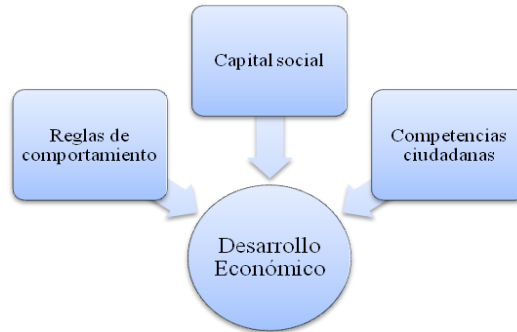 Capital social
Reglas de
comportamiento
Competencias
ciudadanas
Desarrollo
Económico